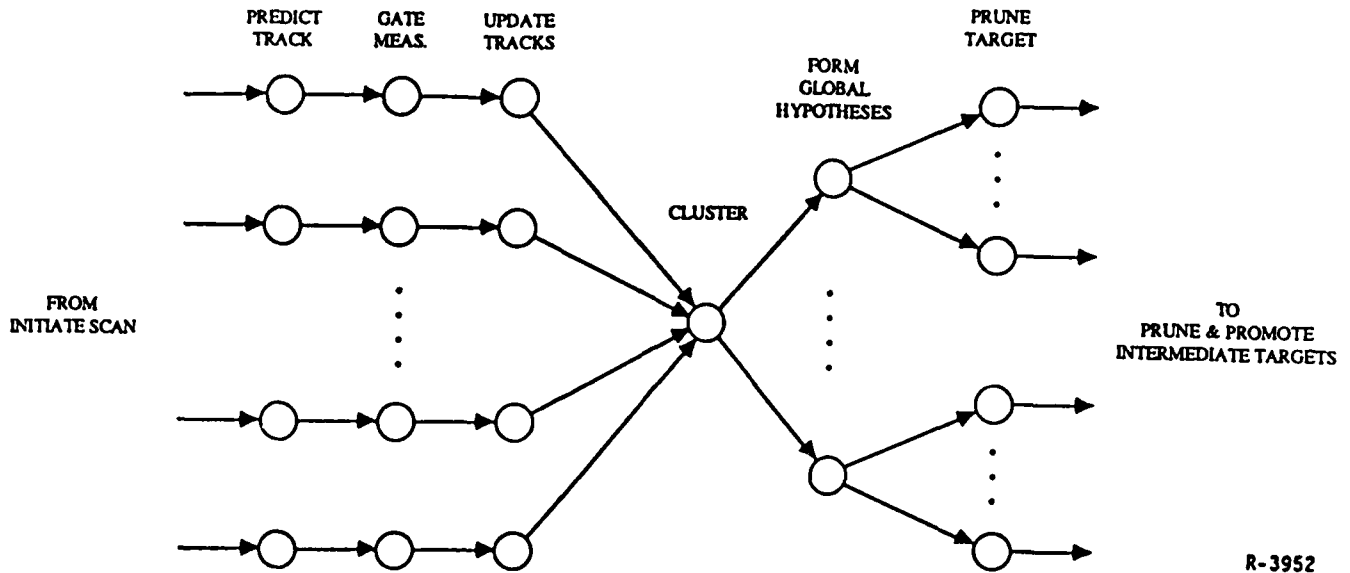 PREDICT
TRACK
GATE
MEAS.
UPDATE
TRACKS
PRUNE
TARGET
FORM
GLOBAL
HYPOTHESES
CLUSTER
FROM
INITIATE SCAN
TO
PRUNE & PROMOTE
INTERMEDIATE TARGETS
R-3952